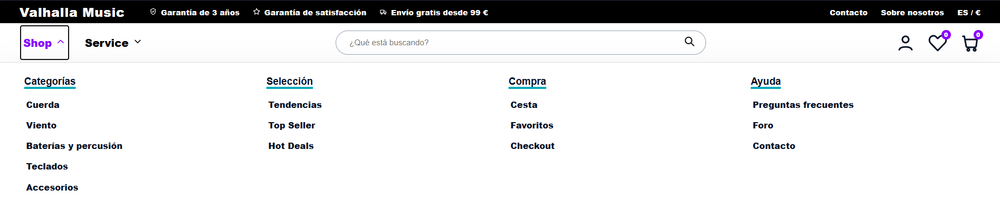 Valhalla Music Garantía de 3 años Garantía de satisfacción Envío gratis desde 99 € Contacto Sobre nosotros ES / €
Shop Service ¿Qué está buscando? 0 0
Categorías
Cuerda
Viento
Baterías y percusión
Teclados
Accesorios
Selección
Tendencias
Top Seller
Hot Deals
Compra
Cesta
Favoritos
Checkout
Ayuda
Preguntas frecuentes
Foro
Contacto